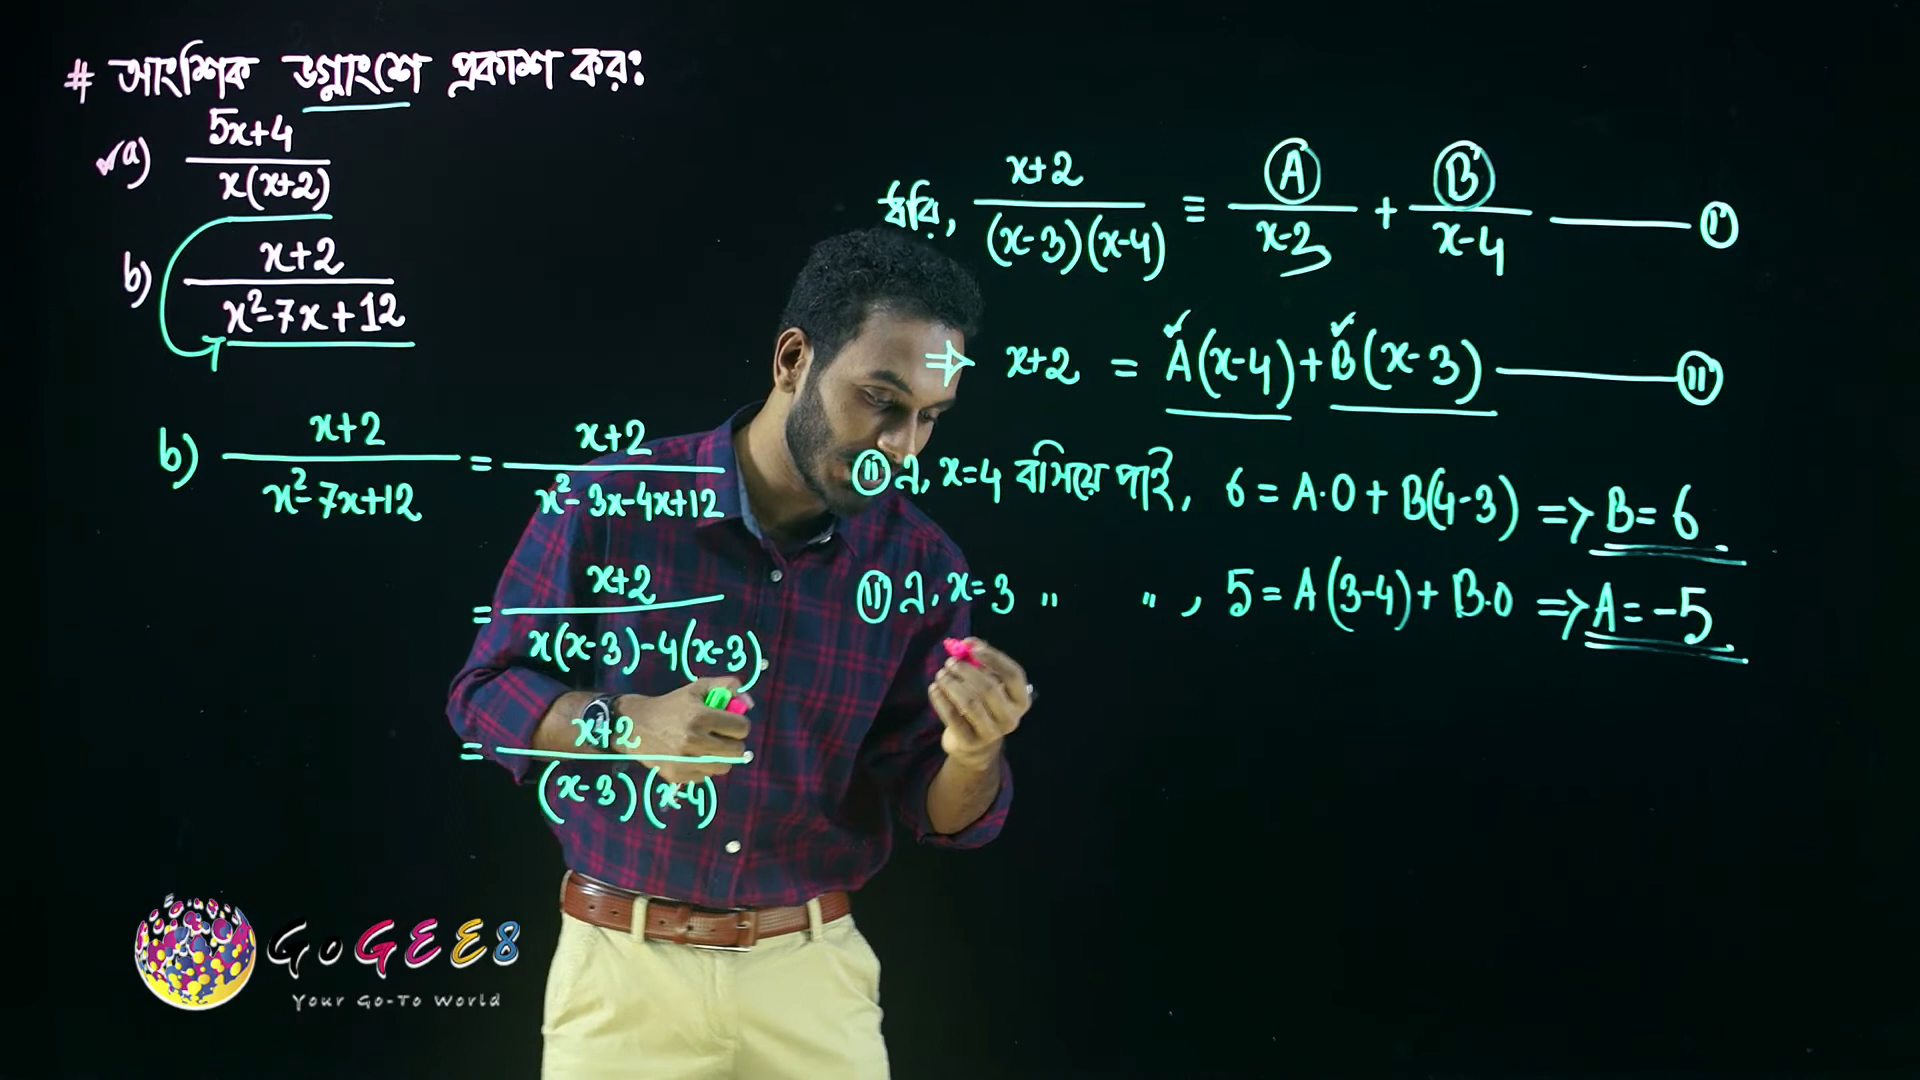 # আংশিক ভগ্নাংশে প্রকাশ করঃ
a) 5x+4 / x(x+2)
b) x+2 / x²-7x+12
b) x+2 / x²-7x+12 = x+2 / x²-3x-4x+12
= x+2 / x(x-3)-4(x-3)
= x+2 / (x-3)(x-4)
ধরি, x+2 / (x-3)(x-4) ≡ A / x-3 + B / x-4 ——— (i)
⇒ x+2 = A(x-4)+B(x-3) ——— (ii)
(ii) এ, x=4 বসিয়ে পাই, 6 = A·0 + B(4-3) ⇒ B = 6
(ii) এ, x=3 " " , 5 = A(3-4)+ B·0 ⇒ A = -5
GoGEE8
Your Go-To World